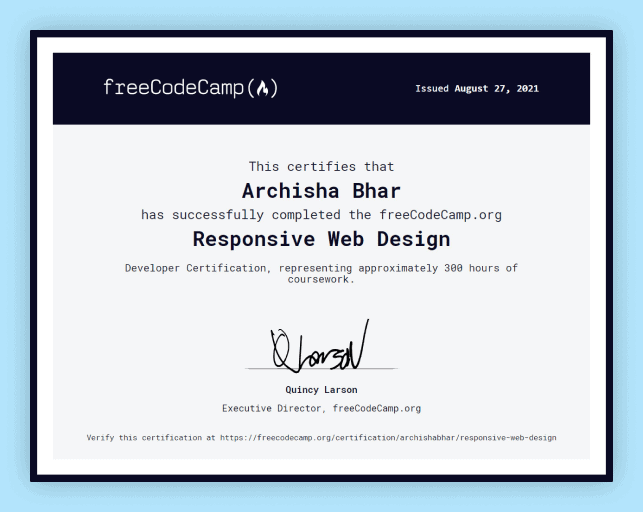 freeCodeCamp(🔥)
Issued August 27, 2021
This certifies that
Archisha Bhar
has successfully completed the freeCodeCamp.org
Responsive Web Design
Developer Certification, representing approximately 300 hours of
coursework.
Q Larson
Quincy Larson
Executive Director, freeCodeCamp.org
Verify this certification at https://freecodecamp.org/certification/archishabhar/responsive-web-design